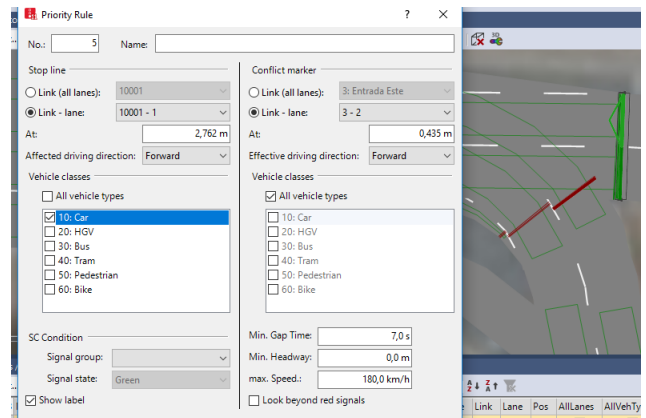 Priority Rule ? ×
No.: 5 Name:
Stop line
Link (all lanes): 10001
Link - lane: 10001 - 1
At: 2,762 m
Affected driving direction: Forward
Vehicle classes
All vehicle types
10: Car
20: HGV
30: Bus
40: Tram
50: Pedestrian
60: Bike
SC Condition
Signal group:
Signal state: Green
Show label
Conflict marker
Link (all lanes): 3: Entrada Este
Link - lane: 3 - 2
At: 0,435 m
Effective driving direction: Forward
Vehicle classes
All vehicle types
10: Car
20: HGV
30: Bus
40: Tram
50: Pedestrian
60: Bike
Min. Gap Time: 7,0 s
Min. Headway: 0,0 m
max. Speed.: 180,0 km/h
Look beyond red signals
3D
Link Lane Pos AllLanes AllVehTy